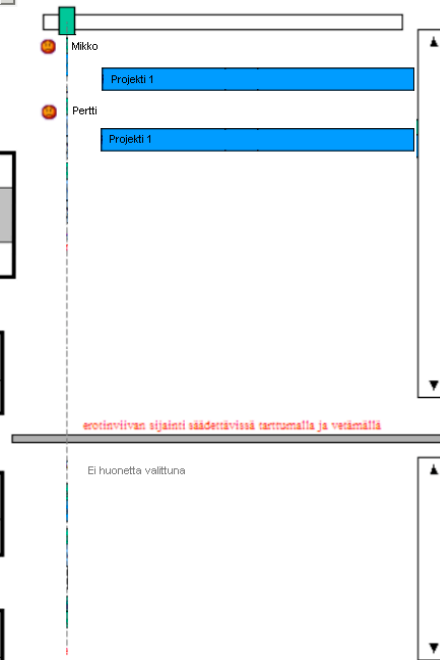 Mikko
Projekti 1
Pertti
Projekti 1
erotinviivan sijainti säädettävissä tarttumalla ja vetämällä
Ei huonetta valittuna